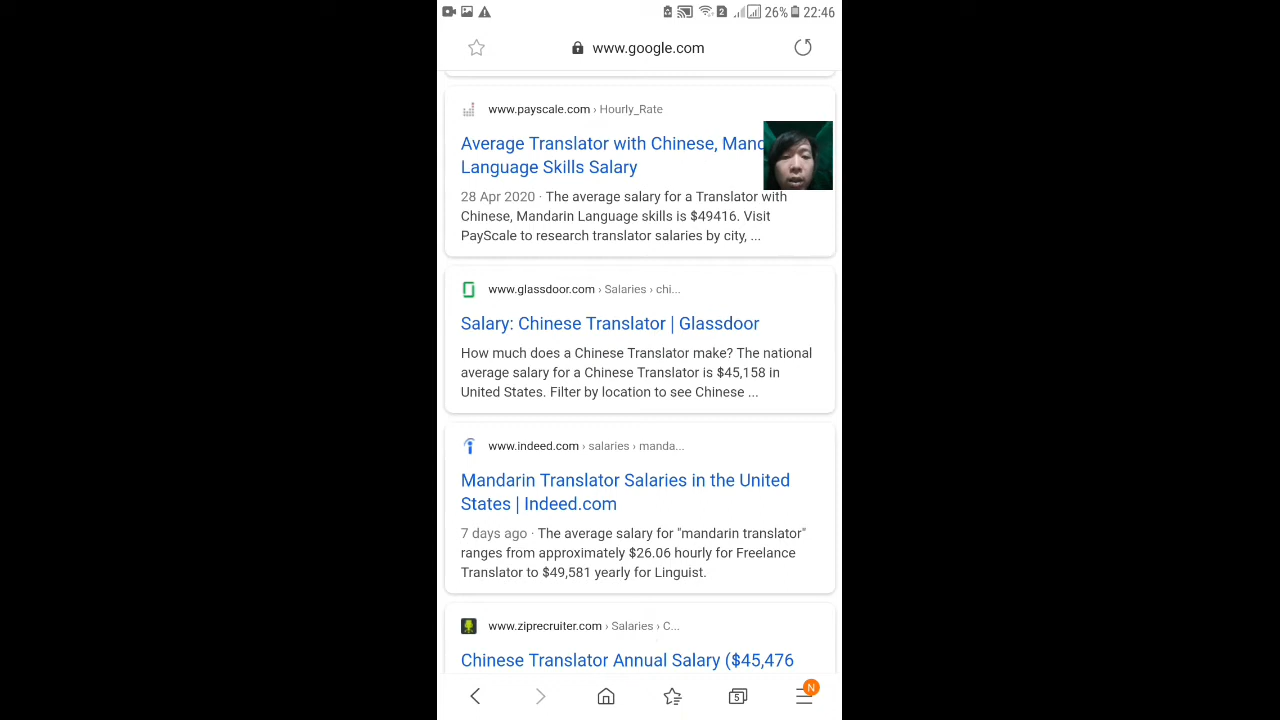 26% 22:46
www.google.com
www.payscale.com › Hourly_Rate
Average Translator with Chinese, Mand
Language Skills Salary
28 Apr 2020 · The average salary for a Translator with
Chinese, Mandarin Language skills is $49416. Visit
PayScale to research translator salaries by city, ...
www.glassdoor.com › Salaries › chi...
Salary: Chinese Translator | Glassdoor
How much does a Chinese Translator make? The national
average salary for a Chinese Translator is $45,158 in
United States. Filter by location to see Chinese ...
www.indeed.com › salaries › manda...
Mandarin Translator Salaries in the United
States | Indeed.com
7 days ago · The average salary for "mandarin translator"
ranges from approximately $26.06 hourly for Freelance
Translator to $49,581 yearly for Linguist.
www.ziprecruiter.com › Salaries › C...
Chinese Translator Annual Salary ($45,476
5
N